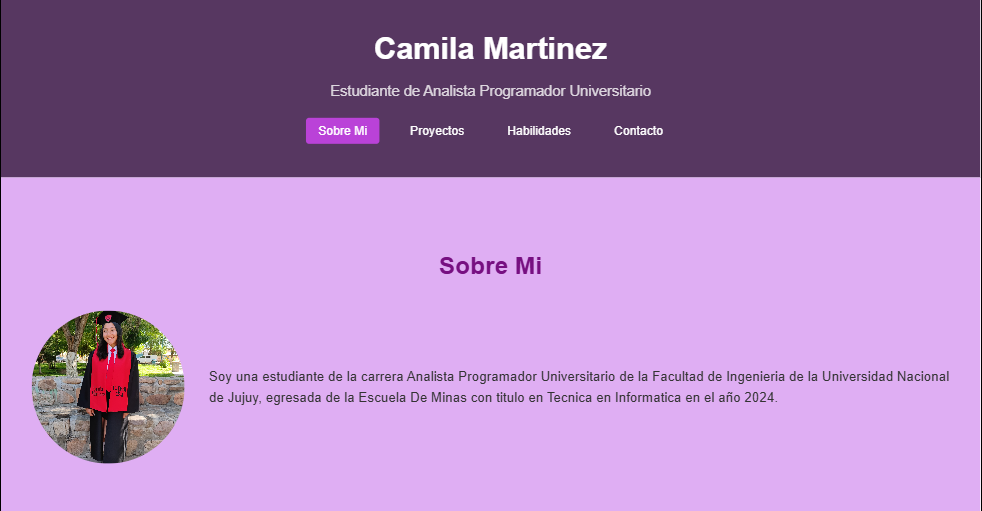 Camila Martinez
Estudiante de Analista Programador Universitario
Sobre Mi Proyectos Habilidades Contacto
Sobre Mi
Soy una estudiante de la carrera Analista Programador Universitario de la Facultad de Ingenieria de la Universidad Nacional
de Jujuy, egresada de la Escuela De Minas con titulo en Tecnica en Informatica en el año 2024.